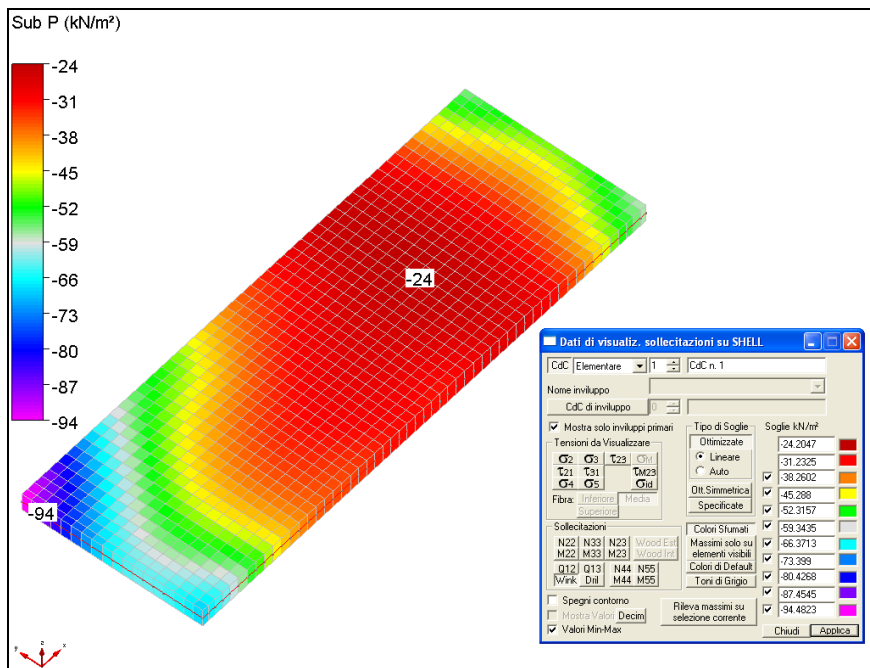 Sub P (kN/m²)
-24
-31
-38
-45
-52
-59
-66
-73
-80
-87
-94
-24
-94
y z x
Dati di visualiz. sollecitazioni su SHELL
CdC Elementare 1 CdC n. 1
Nome inviluppo
CdC di inviluppo 0
Mostra solo inviluppi primari
Tensioni da Visualizzare
σ2 σ3 τ23 σM
τ21 τ31 τM23
σ4 σ5 σid
Fibra: Inferiore Media
Superiore
Tipo di Soglie
Ottimizzate
Lineare
Auto
Ott.Simmetrica
Specificate
Sollecitazioni
N22 N33 N23 Wood Est
M22 M33 M23 Wood Int
Q12 Q13 N44 N55
Wink Dril M44 M55
Colori Sfumati
Massimi solo su
elementi visibili
Colori di Default
Toni di Grigio
Soglie kN/m²
-24.2047
-31.2325
-38.2602
-45.288
-52.3157
-59.3435
-66.3713
-73.399
-80.4268
-87.4545
-94.4823
Spegni contorno
Mostra Valori Decim
Valori Min-Max
Rileva massimi su
selezione corrente
Chiudi Applica